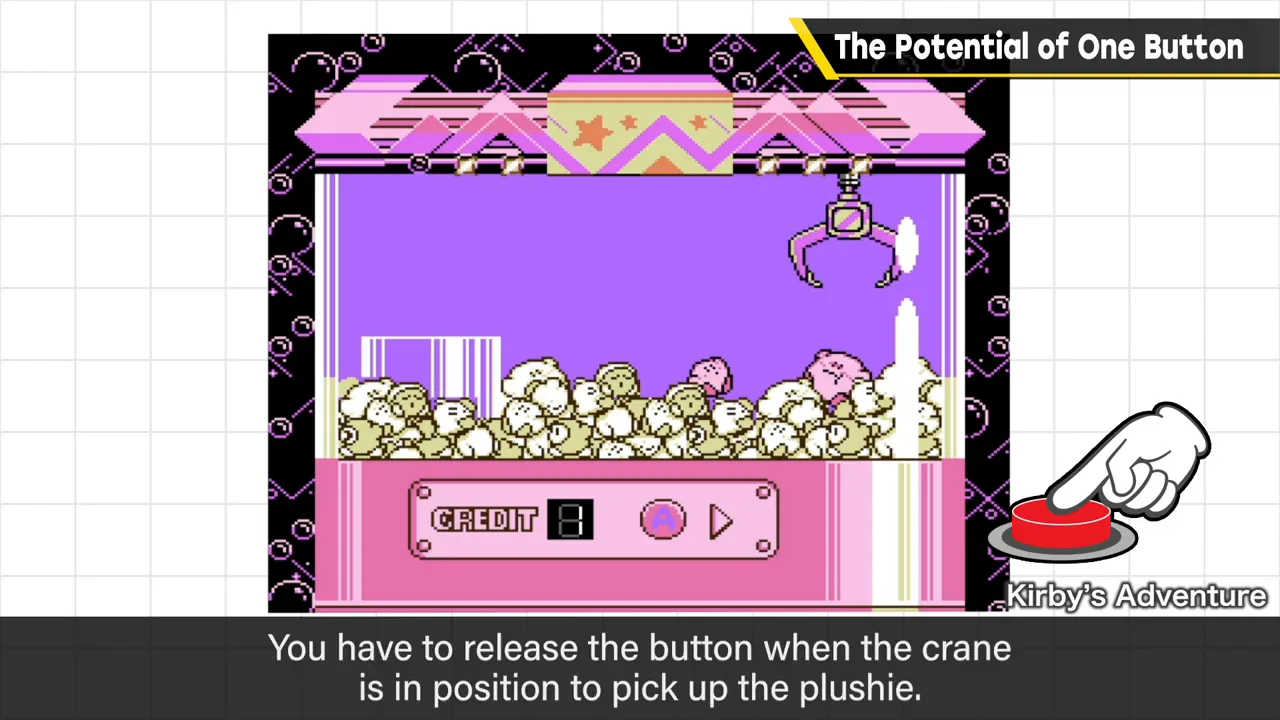 The Potential of One Button
CREDIT 1 A
Kirby's Adventure
You have to release the button when the crane
is in position to pick up the plushie.